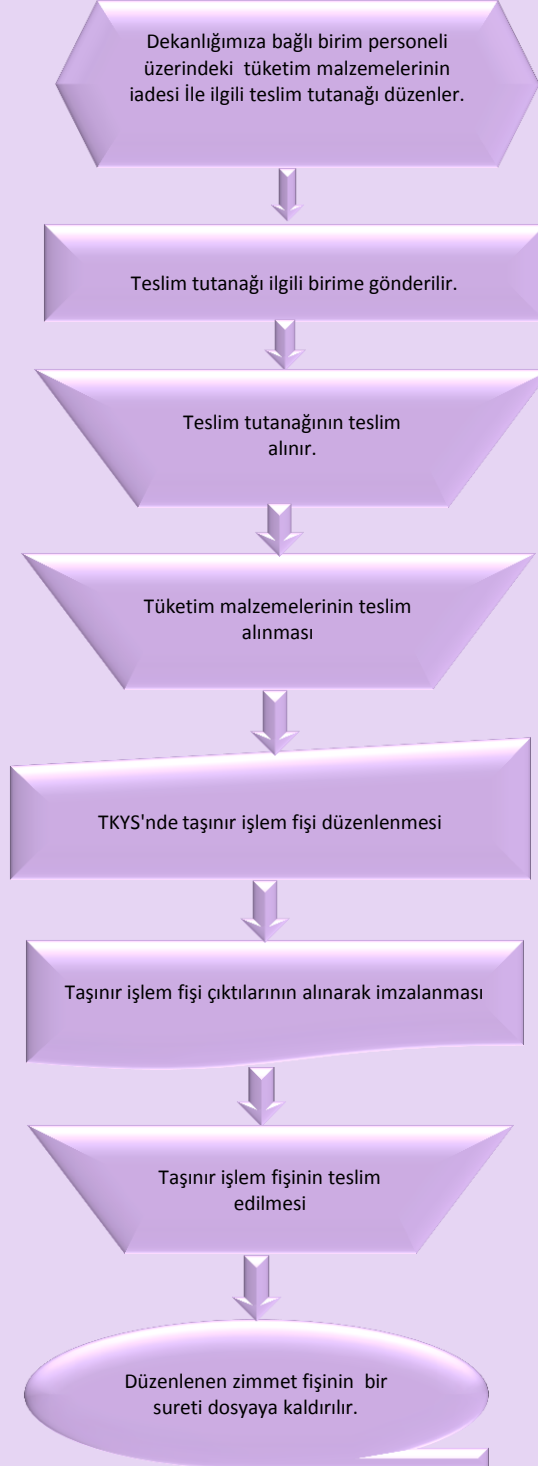 Dekanlığımıza bağlı birim personeli
üzerindeki tüketim malzemelerinin
iadesi İle ilgili teslim tutanağı düzenler.
Teslim tutanağı ilgili birime gönderilir.
Teslim tutanağının teslim
alınır.
Tüketim malzemelerinin teslim
alınması
TKYS'nde taşınır işlem fişi düzenlenmesi
Taşınır işlem fişi çıktılarının alınarak imzalanması
Taşınır işlem fişinin teslim
edilmesi
Düzenlenen zimmet fişinin bir
sureti dosyaya kaldırılır.